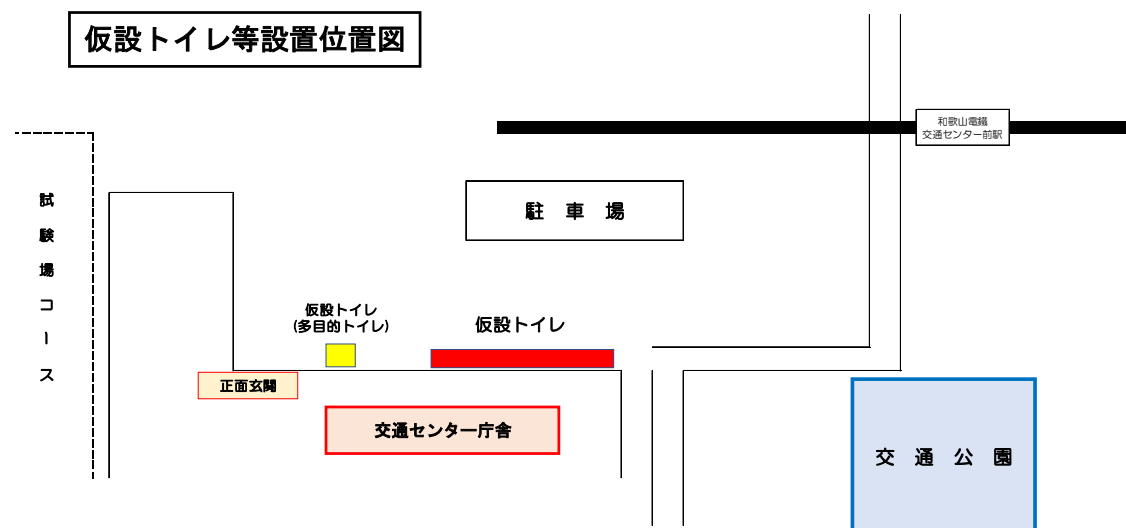 仮設トイレ等設置位置図
和歌山電鐵
交通センター前駅
試験場コース
駐車場
仮設トイレ
(多目的トイレ)
仮設トイレ
正面玄関
交通センター庁舎
交通公園